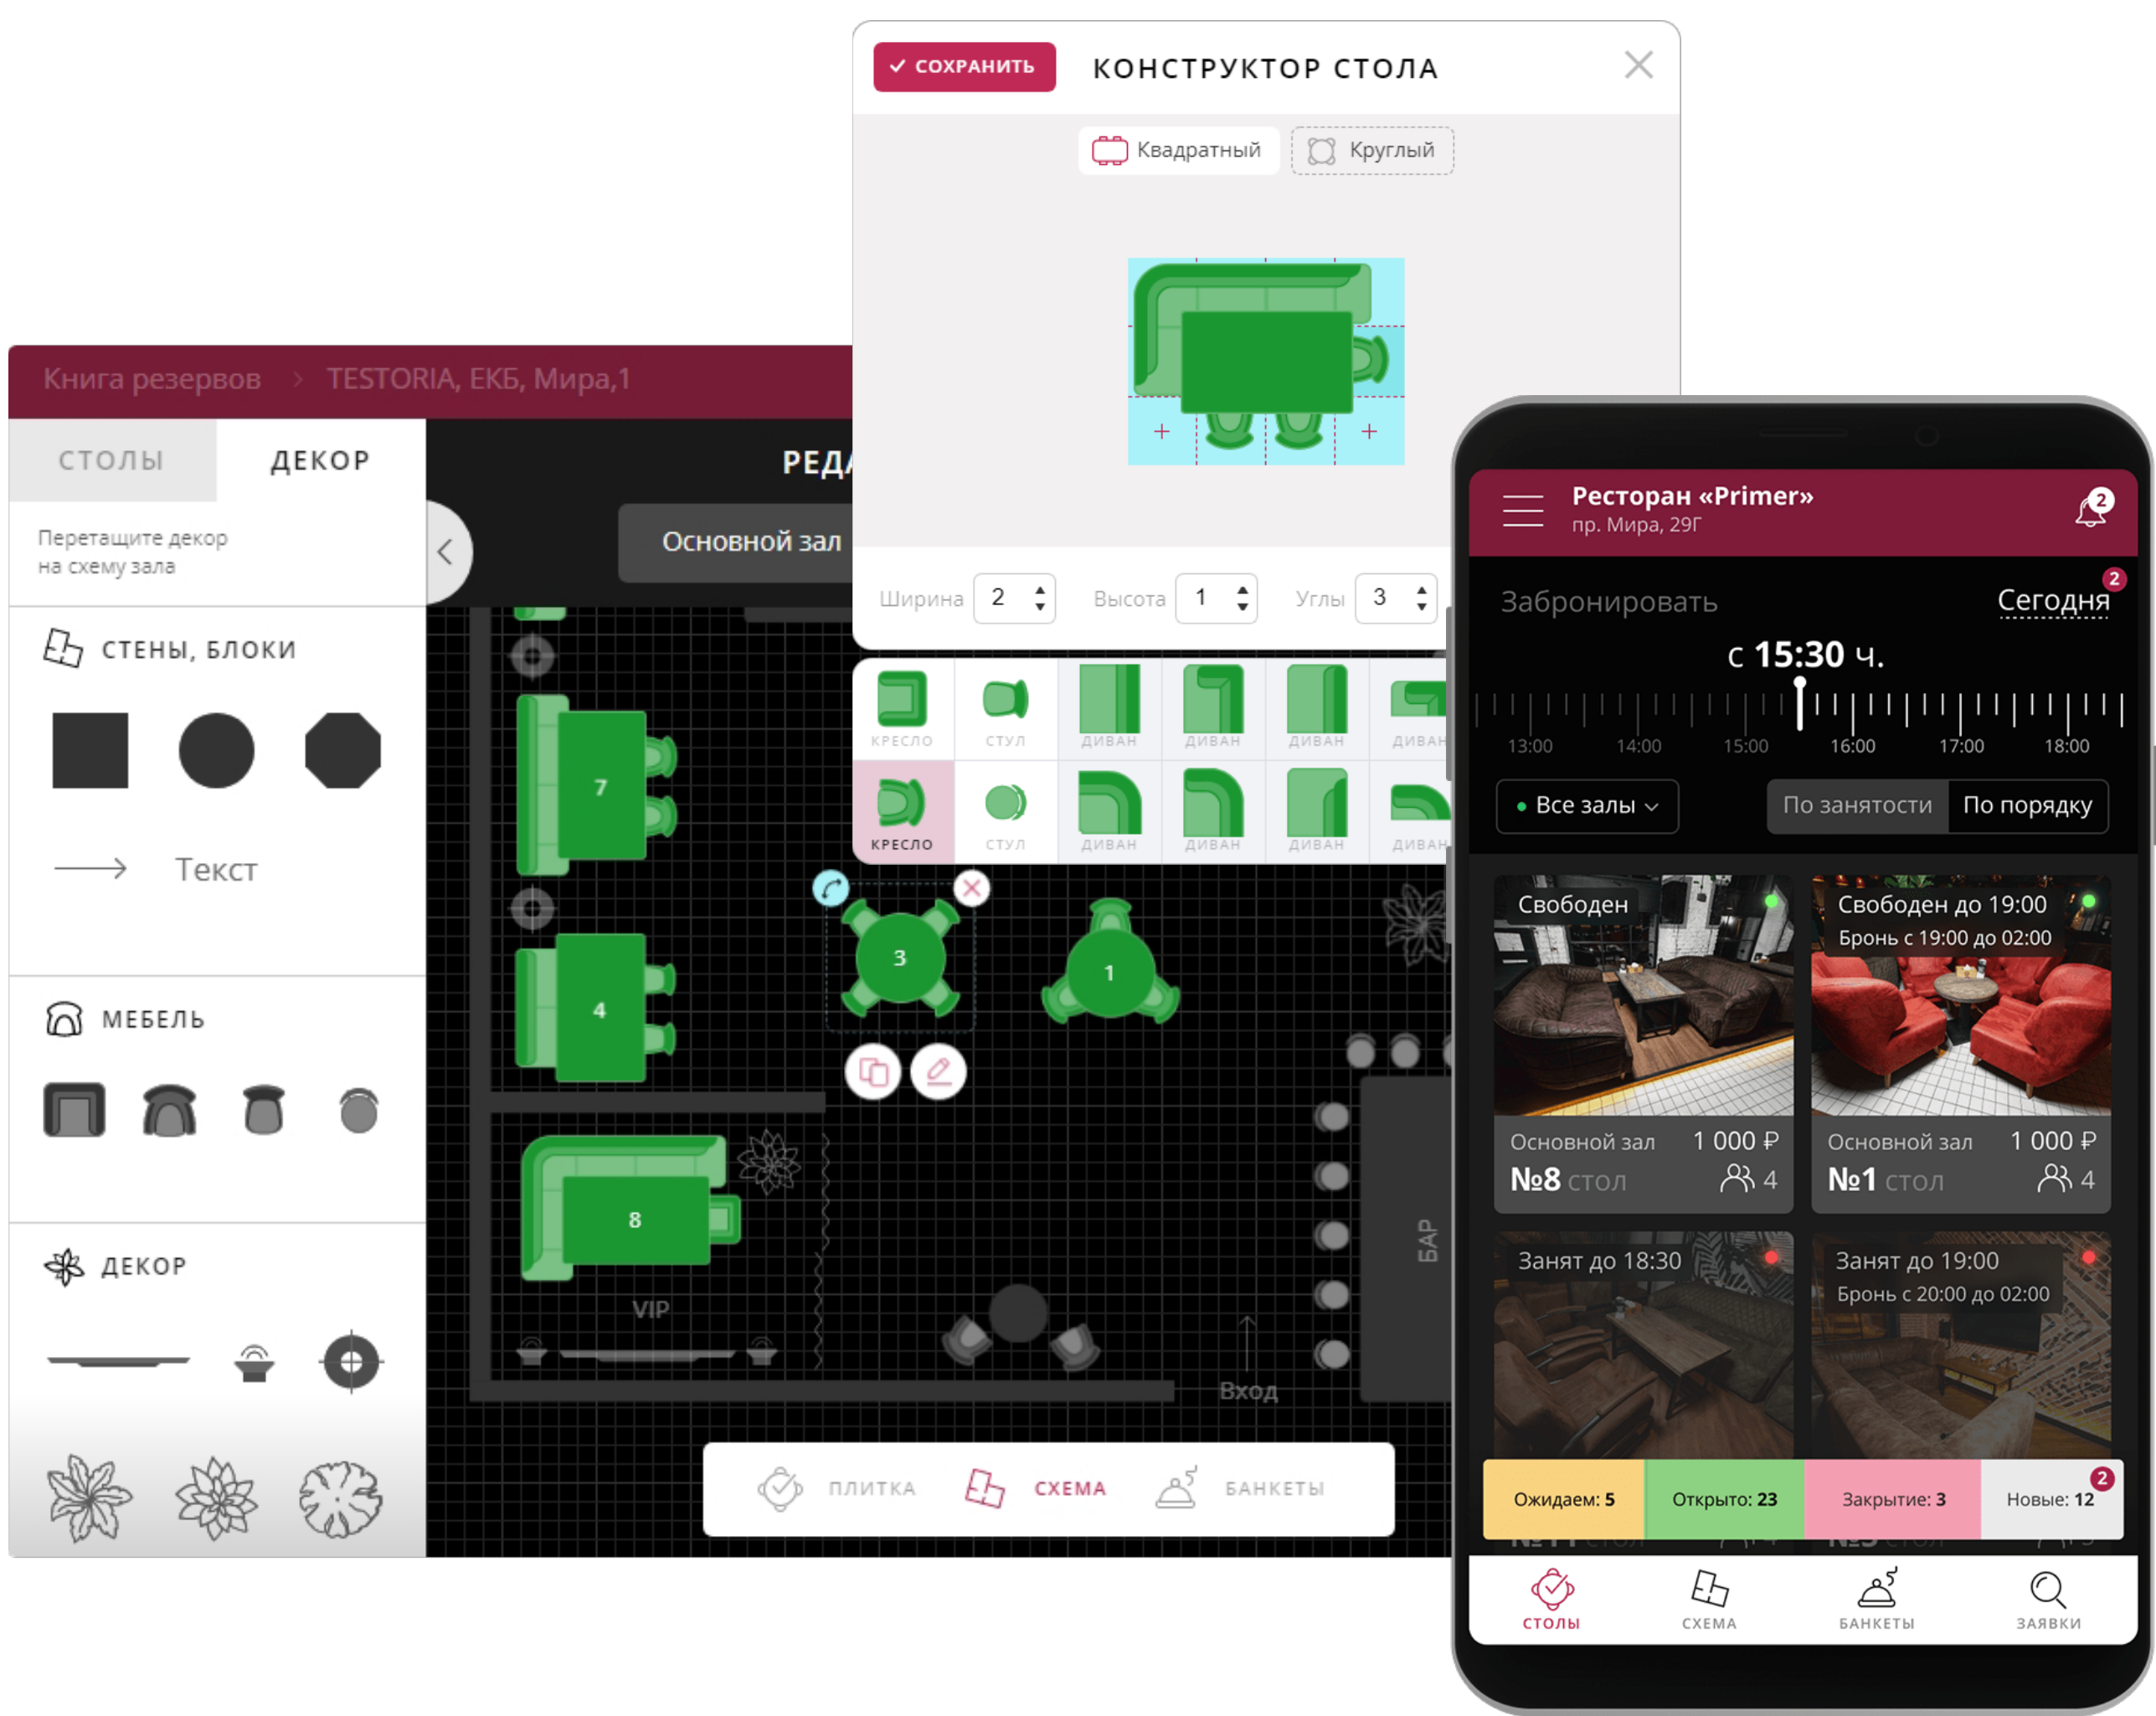 СОХРАНИТЬ
КОНСТРУКТОР СТОЛА
Квадратный
Круглый
Ширина 2 Высота 1 Углы 3
КРЕСЛО СТУЛ ДИВАН ДИВАН ДИВАН ДИВАН
КРЕСЛО СТУЛ ДИВАН ДИВАН ДИВАН ДИВАН
Книга резервов > TESTORIA, ЕКБ, Мира,1
СТОЛЫ
ДЕКОР
Перетащите декор
на схему зала
СТЕНЫ, БЛОКИ
Текст
МЕБЕЛЬ
ДЕКОР
РЕДА
Основной зал
7
4
3
1
8
VIP
БАР
Вход
ПЛИТКА
СХЕМА
БАНКЕТЫ
Ресторан «Primer»
пр. Мира, 29Г
2
Забронировать
Сегодня
2
с 15:30 ч.
13:00 14:00 15:00 16:00 17:00 18:00
Все залы
По занятости
По порядку
Свободен
Основной зал 1 000 ₽
№8 стол 4
Свободен до 19:00
Бронь с 19:00 до 02:00
Основной зал 1 000 ₽
№1 стол 4
Занят до 18:30
Занят до 19:00
Бронь с 20:00 до 02:00
Ожидаем: 5
Открыто: 23
Закрытие: 3
Новые: 12
2
СТОЛЫ
СХЕМА
БАНКЕТЫ
ЗАЯВКИ